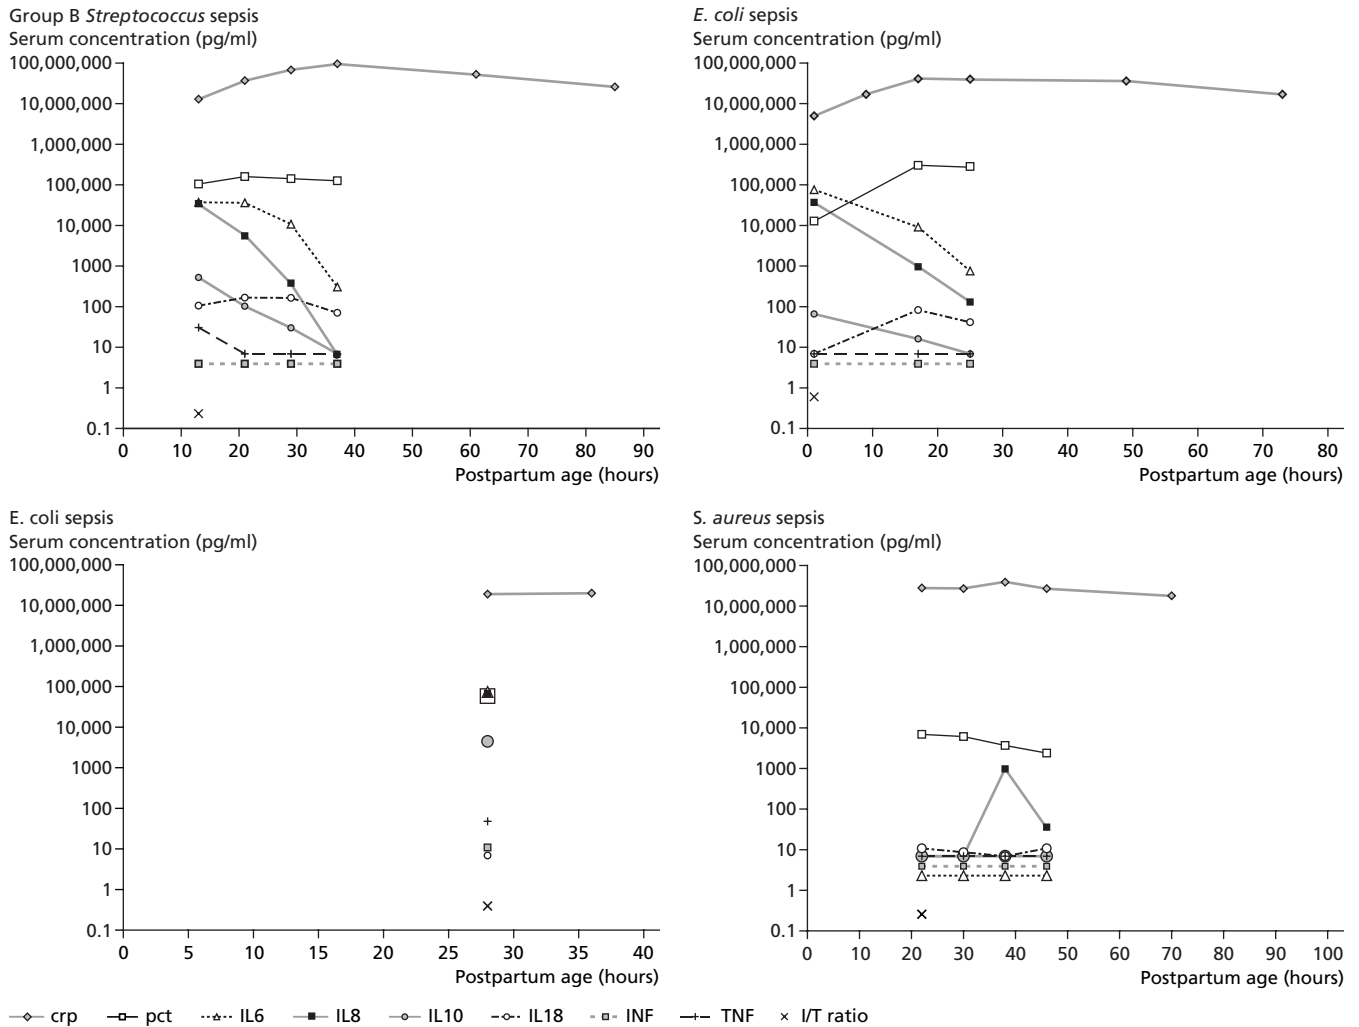 Group B Streptococcus sepsis
Serum concentration (pg/ml)
100,000,000
10,000,000
1,000,000
100,000
10,000
1000
100
10
1
0.1
0 10 20 30 40 50 60 70 80 90
Postpartum age (hours)
E. coli sepsis
Serum concentration (pg/ml)
100,000,000
10,000,000
1,000,000
100,000
10,000
1000
100
10
1
0.1
0 10 20 30 40 50 60 70 80
Postpartum age (hours)
E. coli sepsis
Serum concentration (pg/ml)
100,000,000
10,000,000
1,000,000
100,000
10,000
1000
100
10
1
0.1
0 5 10 15 20 25 30 35 40
Postpartum age (hours)
S. aureus sepsis
Serum concentration (pg/ml)
100,000,000
10,000,000
1,000,000
100,000
10,000
1000
100
10
1
0.1
0 10 20 30 40 50 60 70 80 90 100
Postpartum age (hours)
crp pct IL6 IL8 IL10 IL18 INF TNF I/T ratio